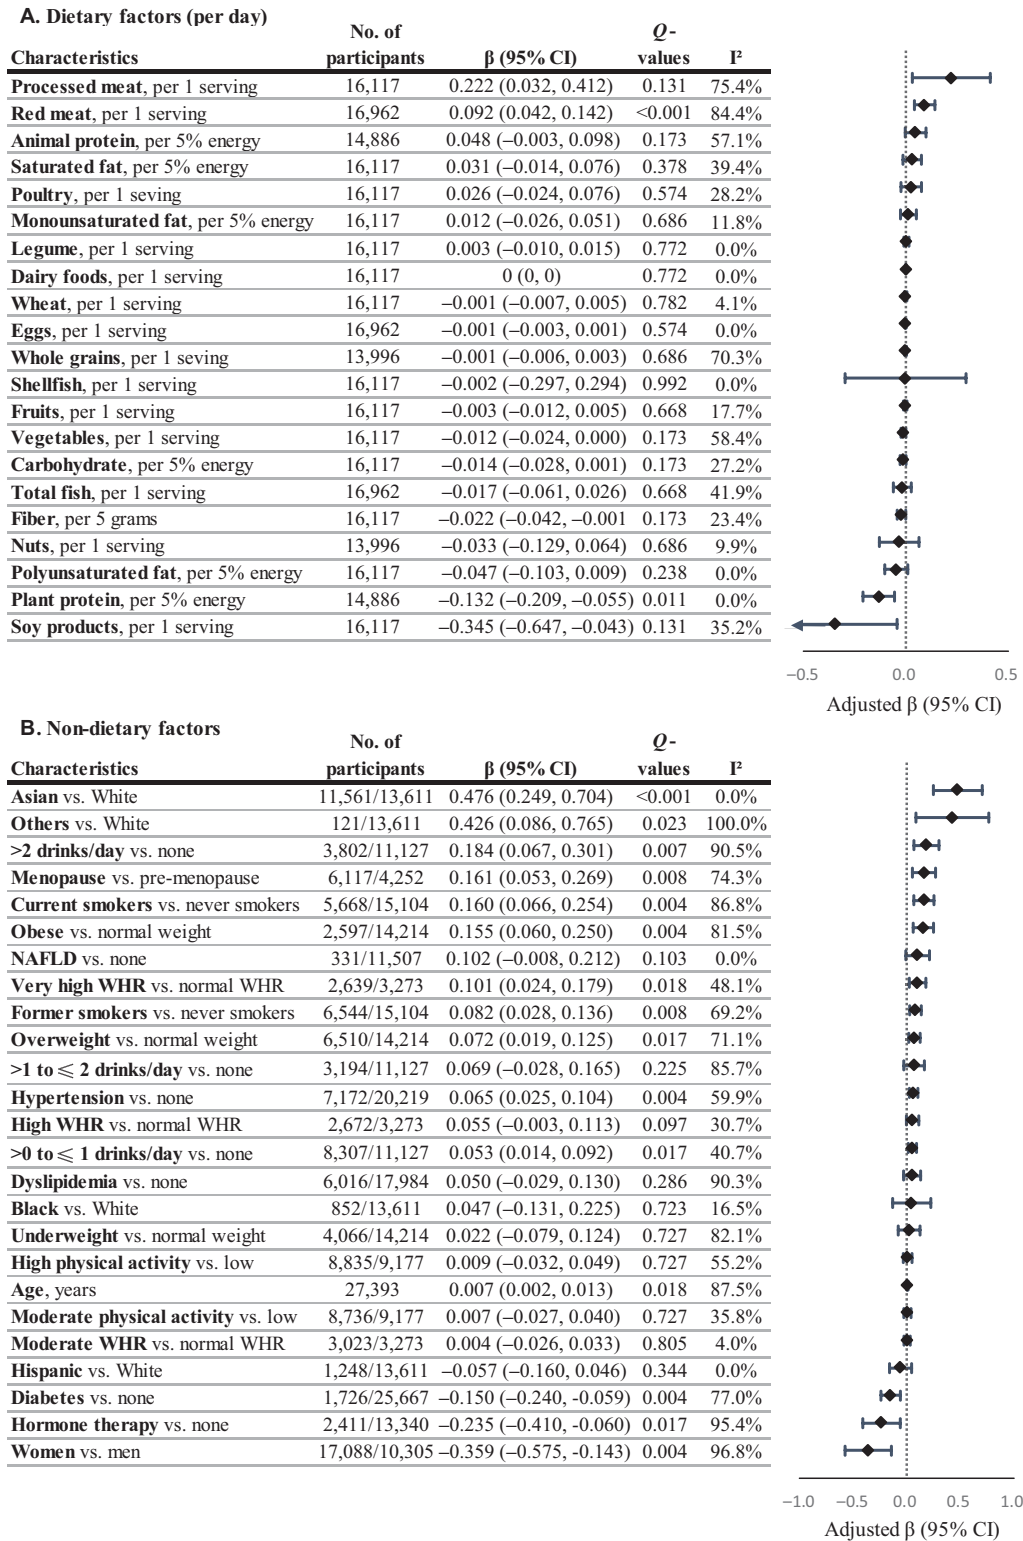 A. Dietary factors (per day)
No. of Q-
Characteristics participants β (95% CI) values I²
Processed meat, per 1 serving 16,117 0.222 (0.032, 0.412) 0.131 75.4%
Red meat, per 1 serving 16,962 0.092 (0.042, 0.142) <0.001 84.4%
Animal protein, per 5% energy 14,886 0.048 (−0.003, 0.098) 0.173 57.1%
Saturated fat, per 5% energy 16,117 0.031 (−0.014, 0.076) 0.378 39.4%
Poultry, per 1 seving 16,117 0.026 (−0.024, 0.076) 0.574 28.2%
Monounsaturated fat, per 5% energy 16,117 0.012 (−0.026, 0.051) 0.686 11.8%
Legume, per 1 serving 16,117 0.003 (−0.010, 0.015) 0.772 0.0%
Dairy foods, per 1 serving 16,117 0 (0, 0) 0.772 0.0%
Wheat, per 1 serving 16,117 −0.001 (−0.007, 0.005) 0.782 4.1%
Eggs, per 1 serving 16,962 −0.001 (−0.003, 0.001) 0.574 0.0%
Whole grains, per 1 seving 13,996 −0.001 (−0.006, 0.003) 0.686 70.3%
Shellfish, per 1 serving 16,117 −0.002 (−0.297, 0.294) 0.992 0.0%
Fruits, per 1 serving 16,117 −0.003 (−0.012, 0.005) 0.668 17.7%
Vegetables, per 1 serving 16,117 −0.012 (−0.024, 0.000) 0.173 58.4%
Carbohydrate, per 5% energy 16,117 −0.014 (−0.028, 0.001) 0.173 27.2%
Total fish, per 1 serving 16,962 −0.017 (−0.061, 0.026) 0.668 41.9%
Fiber, per 5 grams 16,117 −0.022 (−0.042, −0.001 0.173 23.4%
Nuts, per 1 serving 13,996 −0.033 (−0.129, 0.064) 0.686 9.9%
Polyunsaturated fat, per 5% energy 16,117 −0.047 (−0.103, 0.009) 0.238 0.0%
Plant protein, per 5% energy 14,886 −0.132 (−0.209, −0.055) 0.011 0.0%
Soy products, per 1 serving 16,117 −0.345 (−0.647, −0.043) 0.131 35.2%
−0.5 0.0 0.5
Adjusted β (95% CI)
B. Non-dietary factors
No. of Q-
Characteristics participants β (95% CI) values I²
Asian vs. White 11,561/13,611 0.476 (0.249, 0.704) <0.001 0.0%
Others vs. White 121/13,611 0.426 (0.086, 0.765) 0.023 100.0%
>2 drinks/day vs. none 3,802/11,127 0.184 (0.067, 0.301) 0.007 90.5%
Menopause vs. pre-menopause 6,117/4,252 0.161 (0.053, 0.269) 0.008 74.3%
Current smokers vs. never smokers 5,668/15,104 0.160 (0.066, 0.254) 0.004 86.8%
Obese vs. normal weight 2,597/14,214 0.155 (0.060, 0.250) 0.004 81.5%
NAFLD vs. none 331/11,507 0.102 (−0.008, 0.212) 0.103 0.0%
Very high WHR vs. normal WHR 2,639/3,273 0.101 (0.024, 0.179) 0.018 48.1%
Former smokers vs. never smokers 6,544/15,104 0.082 (0.028, 0.136) 0.008 69.2%
Overweight vs. normal weight 6,510/14,214 0.072 (0.019, 0.125) 0.017 71.1%
>1 to ≤ 2 drinks/day vs. none 3,194/11,127 0.069 (−0.028, 0.165) 0.225 85.7%
Hypertension vs. none 7,172/20,219 0.065 (0.025, 0.104) 0.004 59.9%
High WHR vs. normal WHR 2,672/3,273 0.055 (−0.003, 0.113) 0.097 30.7%
>0 to ≤ 1 drinks/day vs. none 8,307/11,127 0.053 (0.014, 0.092) 0.017 40.7%
Dyslipidemia vs. none 6,016/17,984 0.050 (−0.029, 0.130) 0.286 90.3%
Black vs. White 852/13,611 0.047 (−0.131, 0.225) 0.723 16.5%
Underweight vs. normal weight 4,066/14,214 0.022 (−0.079, 0.124) 0.727 82.1%
High physical activity vs. low 8,835/9,177 0.009 (−0.032, 0.049) 0.727 55.2%
Age, years 27,393 0.007 (0.002, 0.013) 0.018 87.5%
Moderate physical activity vs. low 8,736/9,177 0.007 (−0.027, 0.040) 0.727 35.8%
Moderate WHR vs. normal WHR 3,023/3,273 0.004 (−0.026, 0.033) 0.805 4.0%
Hispanic vs. White 1,248/13,611 −0.057 (−0.160, 0.046) 0.344 0.0%
Diabetes vs. none 1,726/25,667 −0.150 (−0.240, -0.059) 0.004 77.0%
Hormone therapy vs. none 2,411/13,340 −0.235 (−0.410, -0.060) 0.017 95.4%
Women vs. men 17,088/10,305 −0.359 (−0.575, -0.143) 0.004 96.8%
−1.0 −0.5 0.0 0.5 1.0
Adjusted β (95% CI)